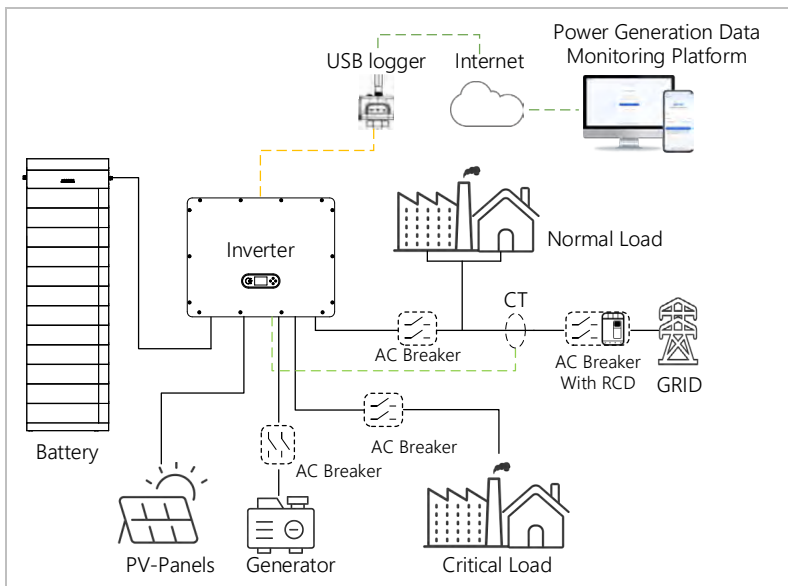 Power Generation Data
Monitoring Platform
USB logger
Internet
Inverter
Normal Load
CT
AC Breaker
AC Breaker
With RCD
GRID
Battery
AC Breaker
AC Breaker
PV-Panels
Generator
Critical Load